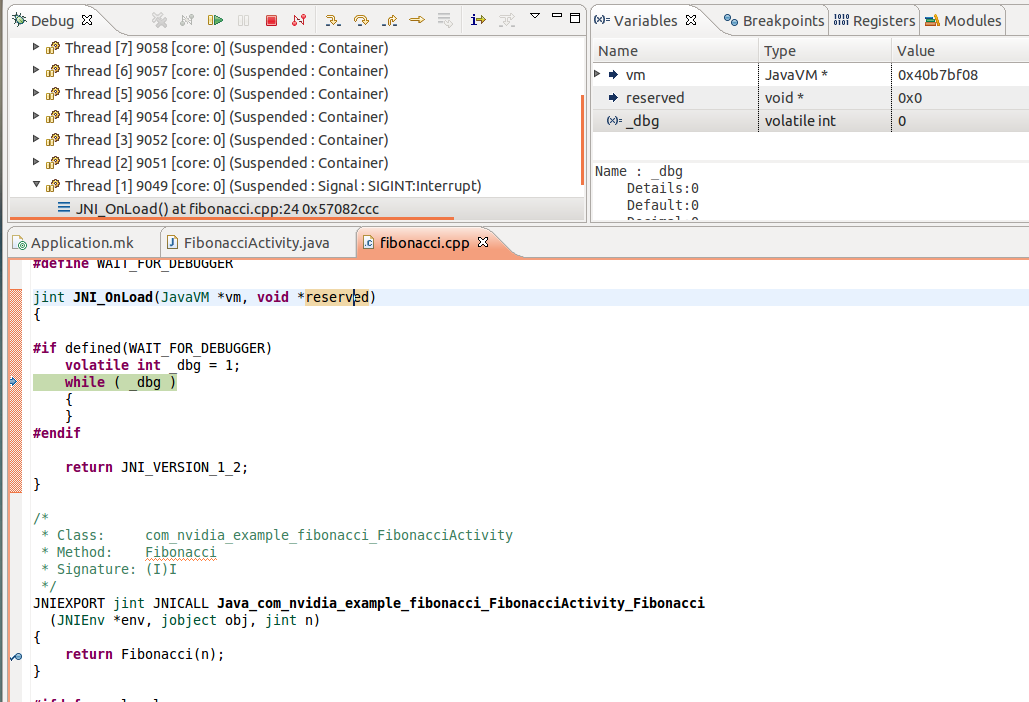 Debug
Thread [7] 9058 [core: 0] (Suspended : Container)
Thread [6] 9057 [core: 0] (Suspended : Container)
Thread [5] 9056 [core: 0] (Suspended : Container)
Thread [4] 9054 [core: 0] (Suspended : Container)
Thread [3] 9052 [core: 0] (Suspended : Container)
Thread [2] 9051 [core: 0] (Suspended : Container)
Thread [1] 9049 [core: 0] (Suspended : Signal : SIGINT:Interrupt)
JNI_OnLoad() at fibonacci.cpp:24 0x57082ccc
(x)= Variables Breakpoints 1010 0101 Registers Modules
Name Type Value
vm JavaVM * 0x40b7bf08
reserved void * 0x0
(x)= _dbg volatile int 0
Name : _dbg
Details:0
Default:0
Decimal:0
Application.mk FibonacciActivity.java fibonacci.cpp
#define WAIT_FOR_DEBUGGER
jint JNI_OnLoad(JavaVM *vm, void *reserved)
{
#if defined(WAIT_FOR_DEBUGGER)
volatile int _dbg = 1;
while ( _dbg )
{
}
#endif
return JNI_VERSION_1_2;
}
/*
* Class: com_nvidia_example_fibonacci_FibonacciActivity
* Method: Fibonacci
* Signature: (I)I
*/
JNIEXPORT jint JNICALL Java_com_nvidia_example_fibonacci_FibonacciActivity_Fibonacci
(JNIEnv *env, jobject obj, jint n)
{
return Fibonacci(n);
}